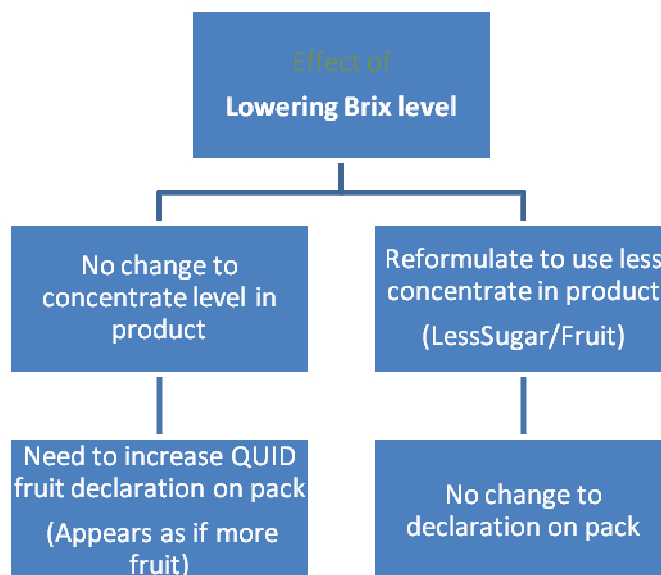 Effect of
Lowering Brix level
No change to
concentrate level in
product
Reformulate to use less
concentrate in product
(LessSugar/Fruit)
Need to increase QUID
fruit declaration on pack
(Appears as if more
fruit)
No change to
declaration on pack